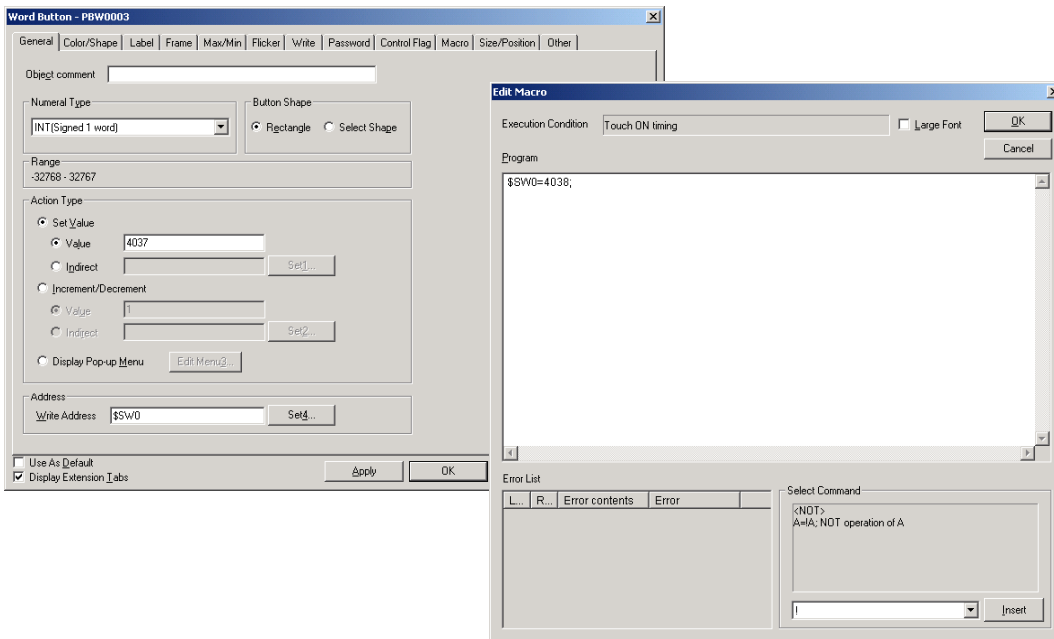 Word Button - PBW0003
General Color/Shape Label Frame Max/Min Flicker Write Password Control Flag Macro Size/Position Other
Object comment
Numeral Type
INT(Signed 1 word)
Button Shape
Rectangle Select Shape
Range
-32768 - 32767
Action Type
Set Value
Value 4037
Indirect Set1...
Increment/Decrement
Value 1
Indirect Set2...
Display Pop-up Menu Edit Menu3...
Address
Write Address $SW0 Set4...
Use As Default
Display Extension Tabs
Apply OK
Edit Macro
Execution Condition Touch ON timing Large Font OK
Cancel
Program
$SW0=4038;
Error List
L... R... Error contents Error
Select Command
<NOT>
A=!A; NOT operation of A
! Insert